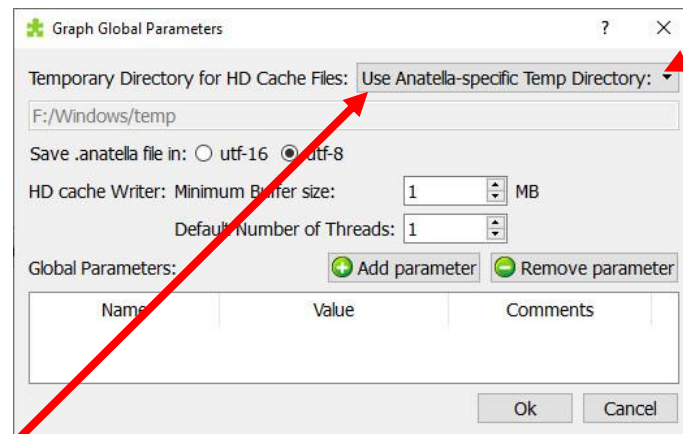 Graph Global Parameters ?
Temporary Directory for HD Cache Files: Use Anatella-specific Temp Directory:
F:/Windows/temp
Save .anatella file in: utf-16 utf-8
HD cache Writer: Minimum Buffer size: 1 MB
Default Number of Threads: 1
Global Parameters: Add parameter Remove parameter
Name Value Comments
Ok Cancel